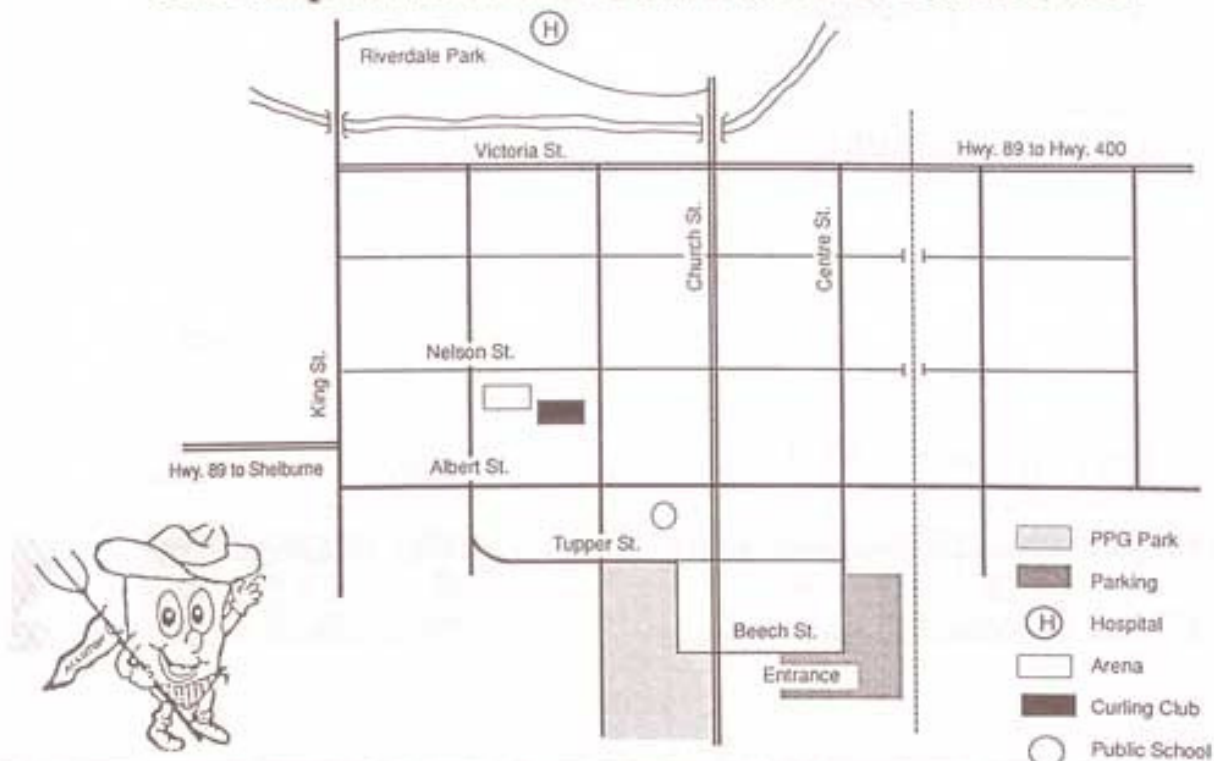 H
Riverdale Park
Victoria St.
Hwy. 89 to Hwy. 400
Church St.
Centre St.
King St.
Nelson St.
Hwy. 89 to Shelburne
Albert St.
Tupper St.
Beech St.
Entrance
PPG Park
Parking
H Hospital
Arena
Curling Club
Public School